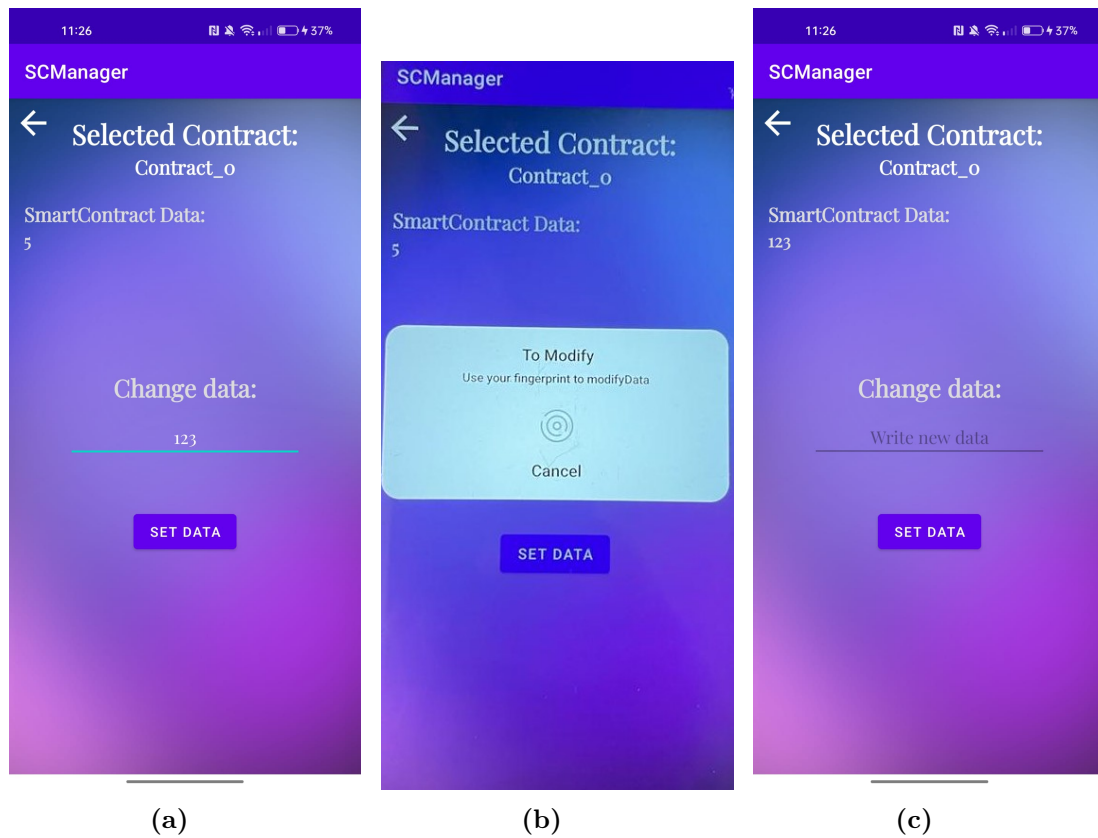 11:26
37%
SCManager
Selected Contract:
Contract_0
SmartContract Data:
5
Change data:
123
SET DATA
(a)
SCManager
Selected Contract:
Contract_0
SmartContract Data:
5
To Modify
Use your fingerprint to modifyData
Cancel
SET DATA
(b)
11:26
37%
SCManager
Selected Contract:
Contract_0
SmartContract Data:
123
Change data:
Write new data
SET DATA
(c)